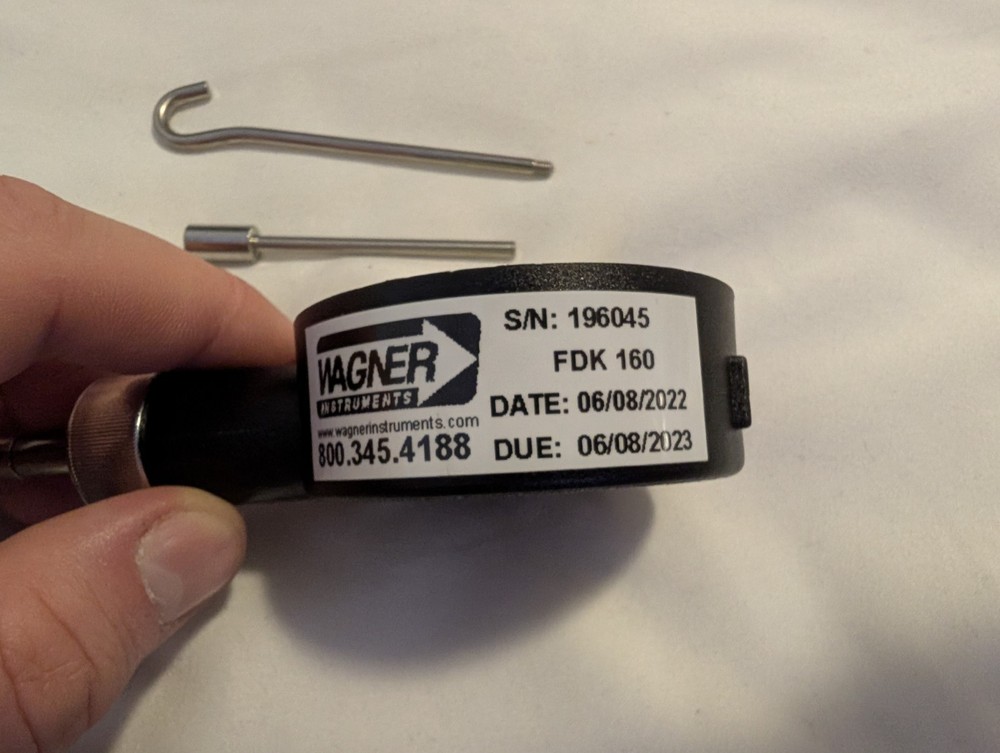 WAGNER
INSTRUMENTS
www.wagnerinstruments.com
800.345.4188
S/N: 196045
FDK 160
DATE: 06/08/2022
DUE: 06/08/2023